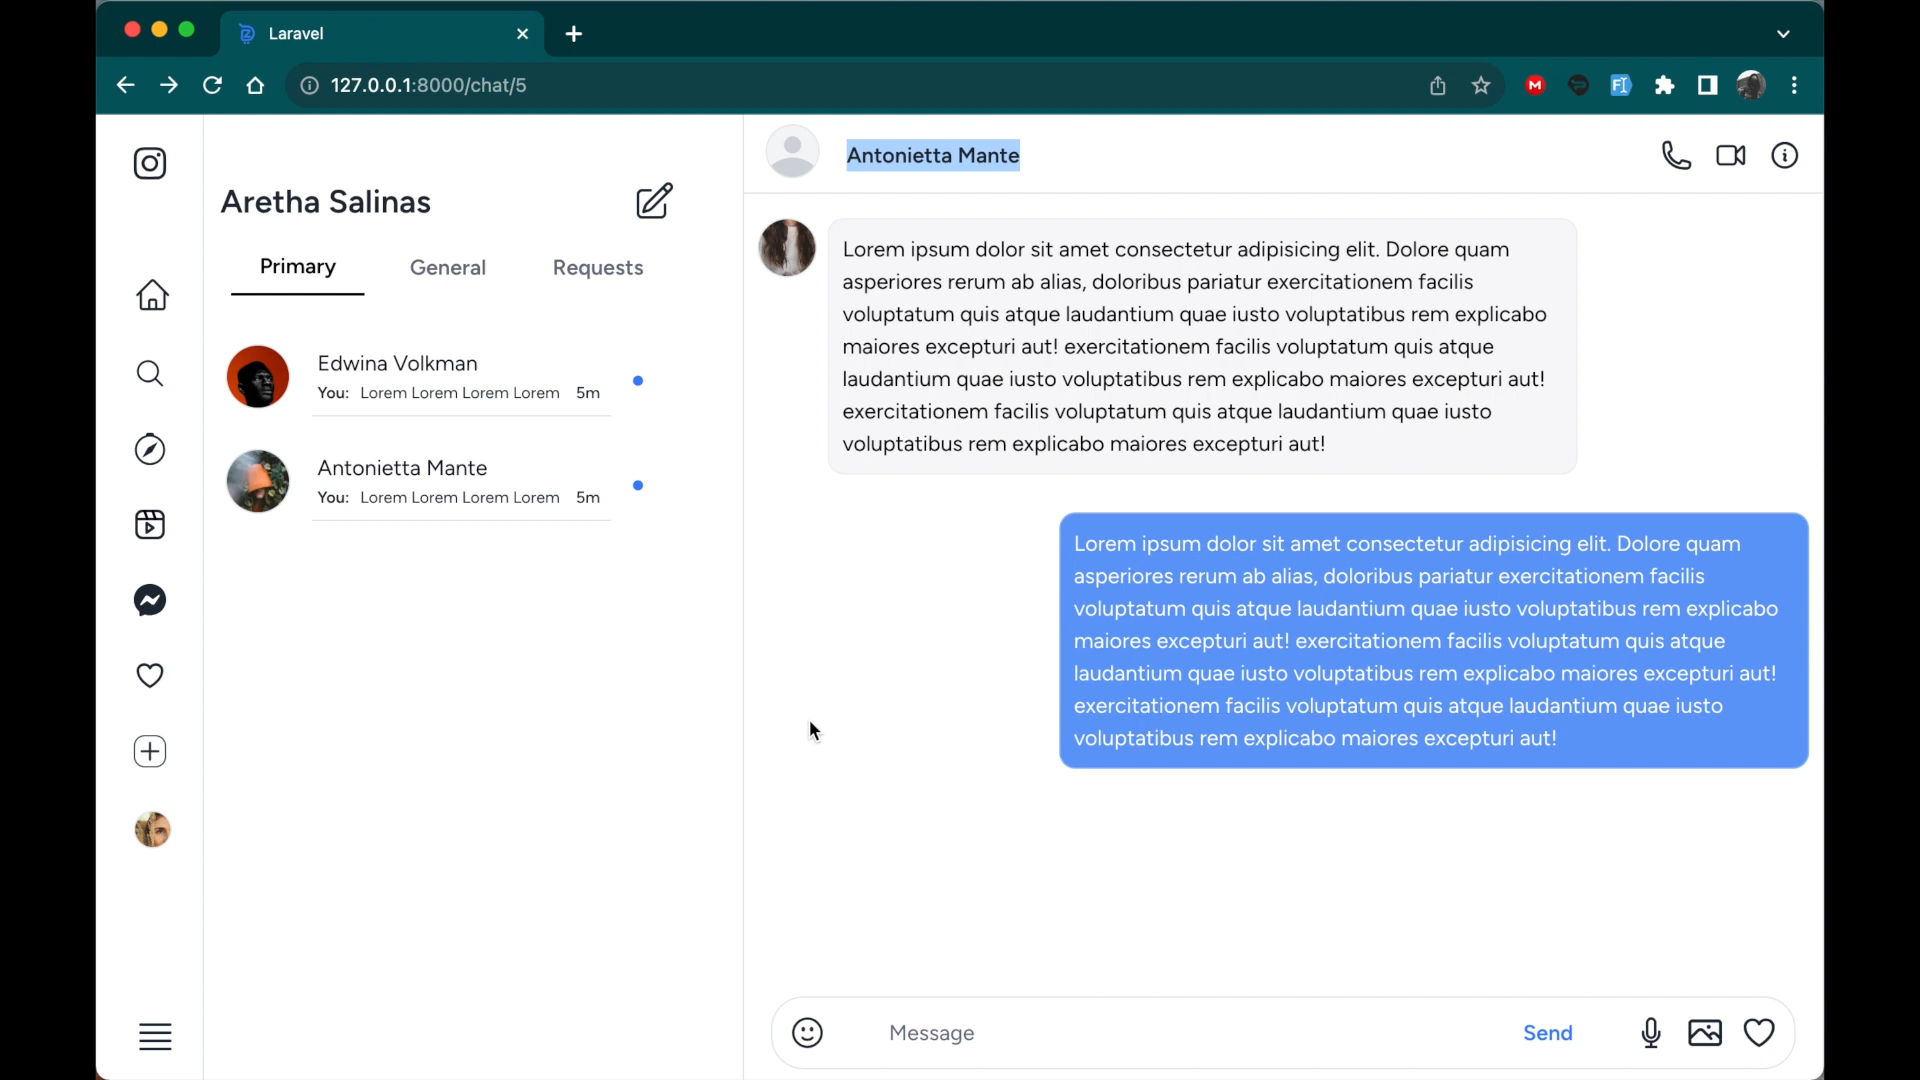 Laravel
127.0.0.1:8000/chat/5
Aretha Salinas
Primary
General
Requests
Edwina Volkman
You: Lorem Lorem Lorem Lorem 5m
Antonietta Mante
You: Lorem Lorem Lorem Lorem 5m
Antonietta Mante
Lorem ipsum dolor sit amet consectetur adipisicing elit. Dolore quam
asperiores rerum ab alias, doloribus pariatur exercitationem facilis
voluptatum quis atque laudantium quae iusto voluptatibus rem explicabo
maiores excepturi aut! exercitationem facilis voluptatum quis atque
laudantium quae iusto voluptatibus rem explicabo maiores excepturi aut!
exercitationem facilis voluptatum quis atque laudantium quae iusto
voluptatibus rem explicabo maiores excepturi aut!
Lorem ipsum dolor sit amet consectetur adipisicing elit. Dolore quam
asperiores rerum ab alias, doloribus pariatur exercitationem facilis
voluptatum quis atque laudantium quae iusto voluptatibus rem explicabo
maiores excepturi aut! exercitationem facilis voluptatum quis atque
laudantium quae iusto voluptatibus rem explicabo maiores excepturi aut!
exercitationem facilis voluptatum quis atque laudantium quae iusto
voluptatibus rem explicabo maiores excepturi aut!
Message
Send